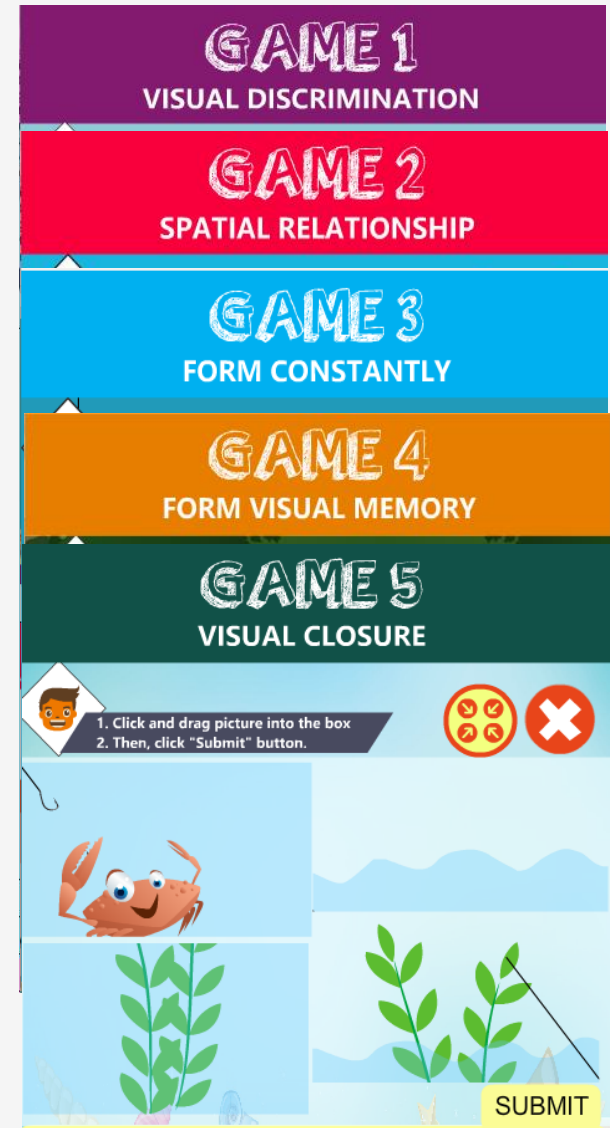 GAME 1
VISUAL DISCRIMINATION
GAME 2
SPATIAL RELATIONSHIP
GAME 3
FORM CONSTANTLY
GAME 4
FORM VISUAL MEMORY
GAME 5
VISUAL CLOSURE
1. Click and drag picture into the box
2. Then, click "Submit" button.
SUBMIT